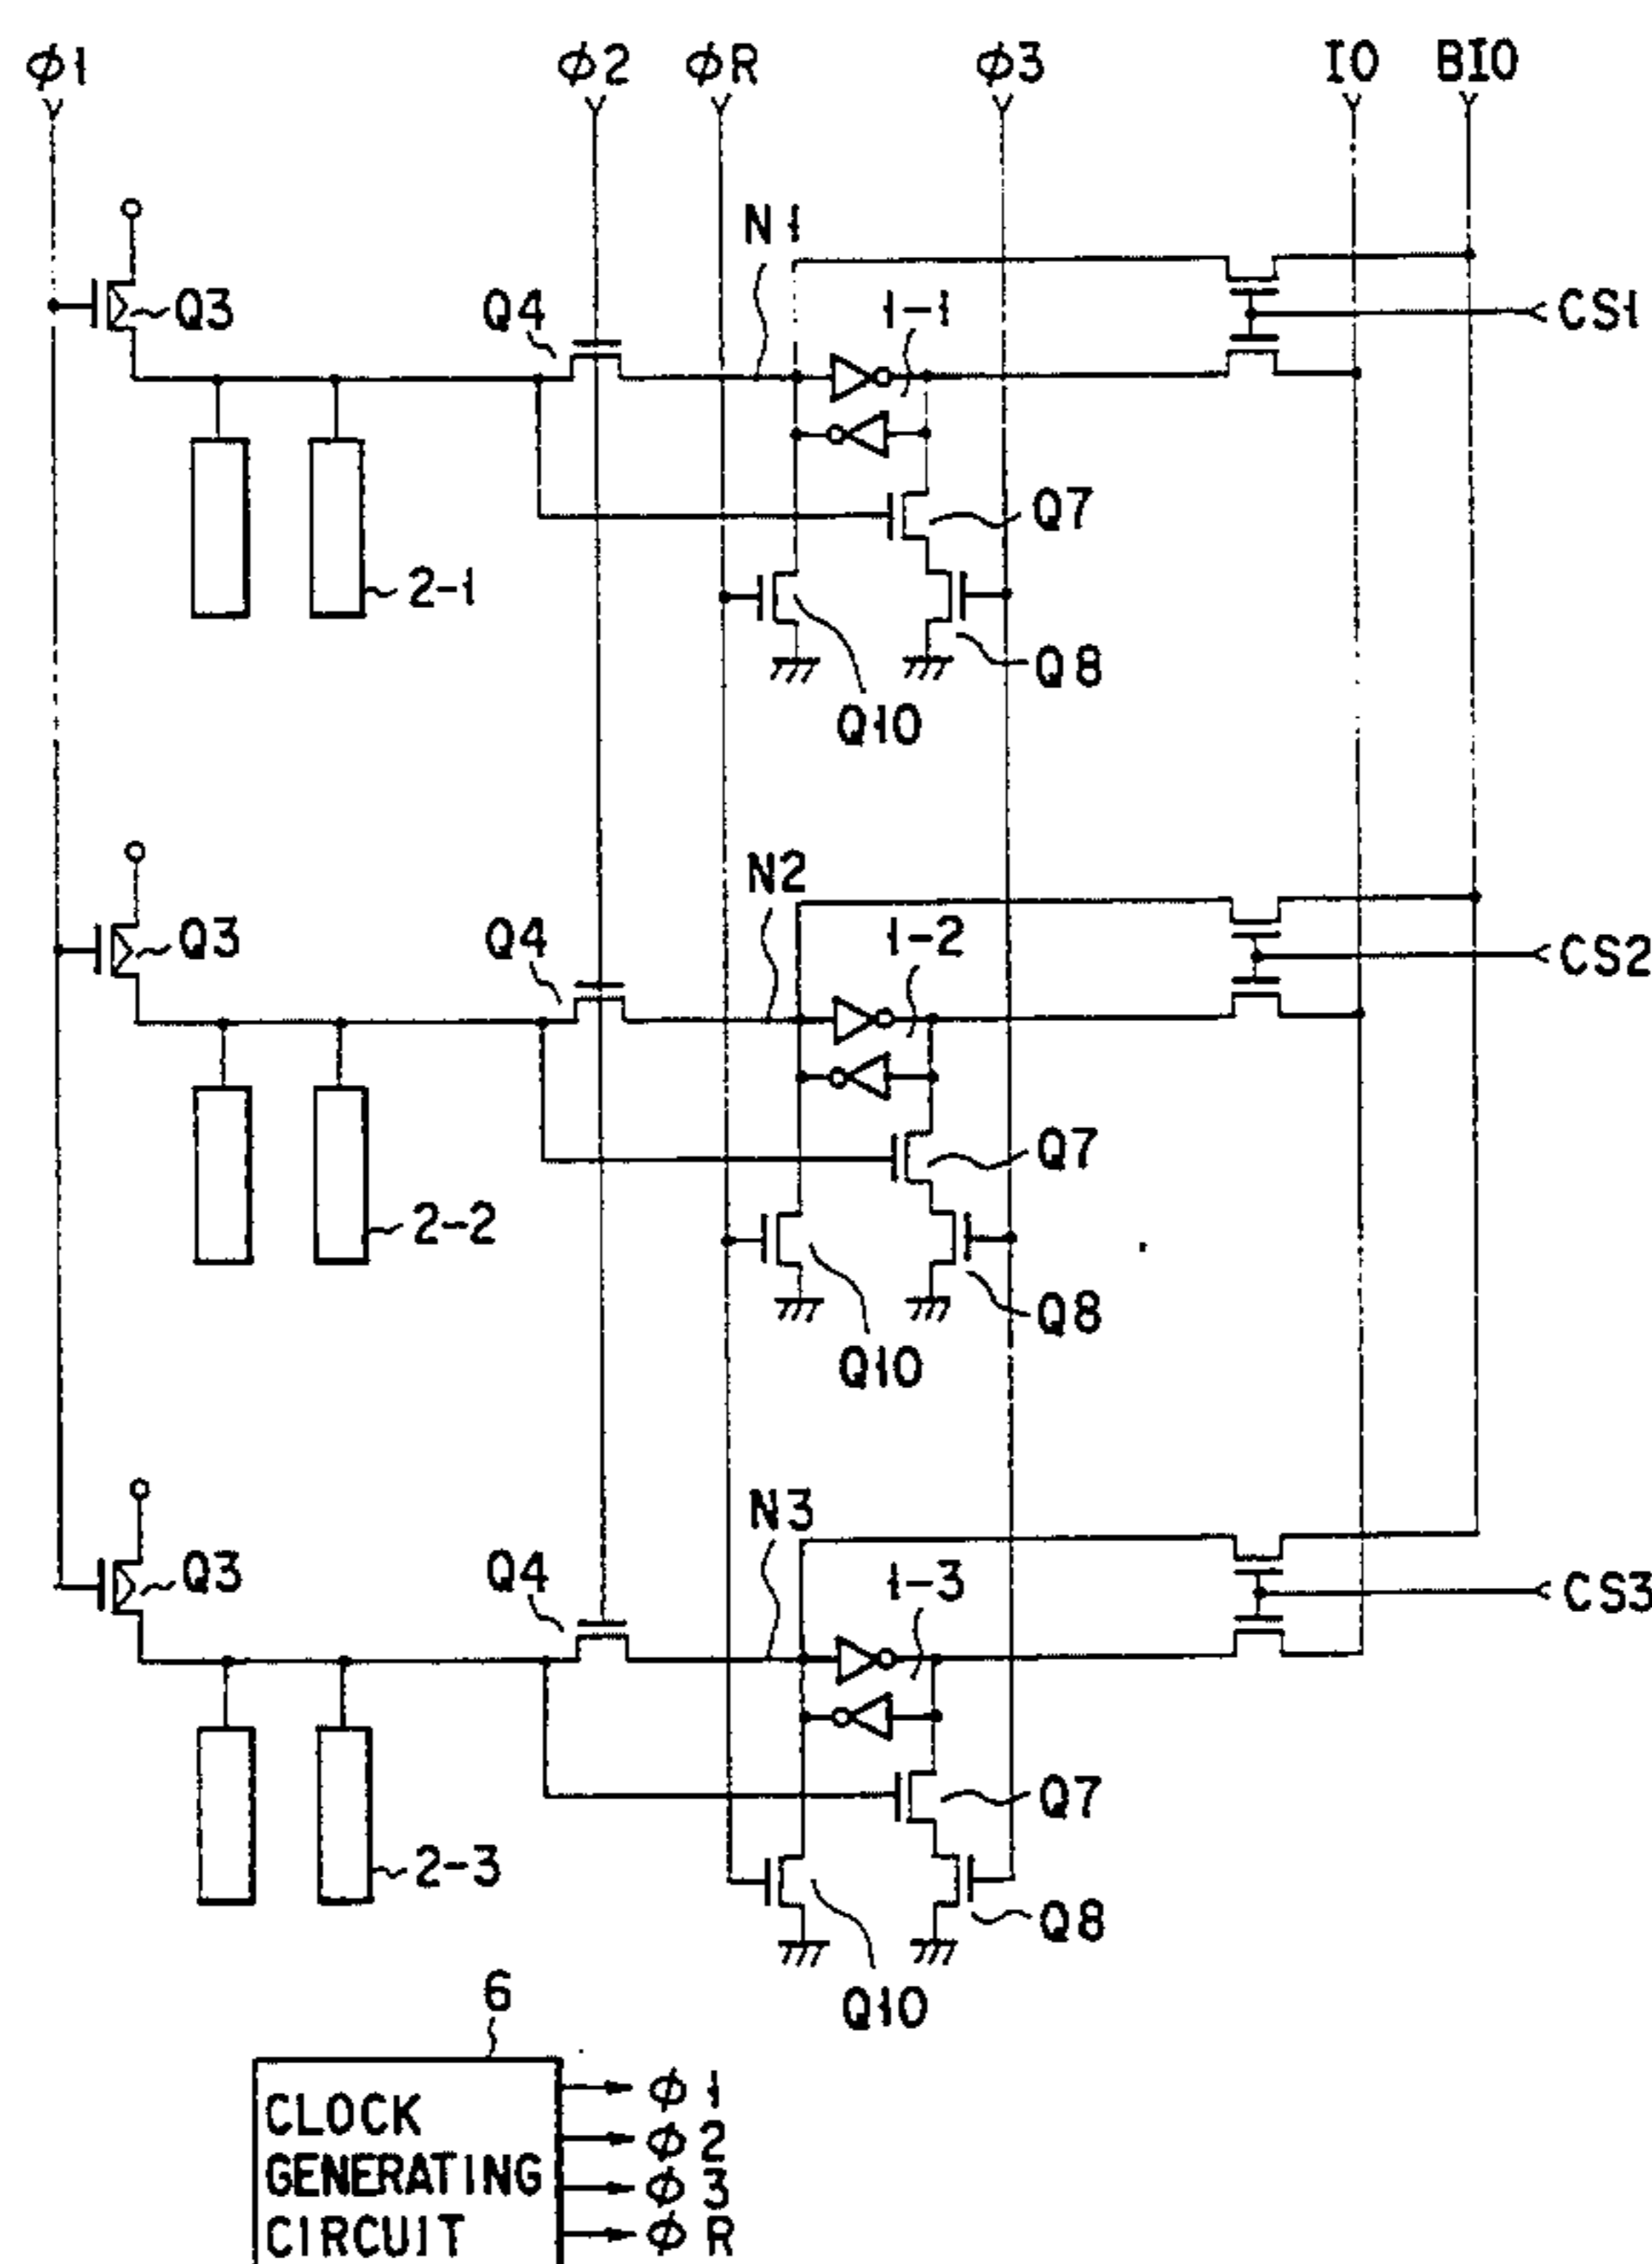 ϕ1 ϕ2 ϕR ϕ3 IO BIO
N1
Q3 Q4 1-1 CS1
Q7
2-1
Q8
Q10
N2
Q3 Q4 1-2 CS2
Q7
2-2
Q8
Q10
N3
Q3 Q4 1-3 CS3
Q7
2-3
Q8
Q10
6
CLOCK
GENERATING
CIRCUIT
ϕ1
ϕ2
ϕ3
ϕR